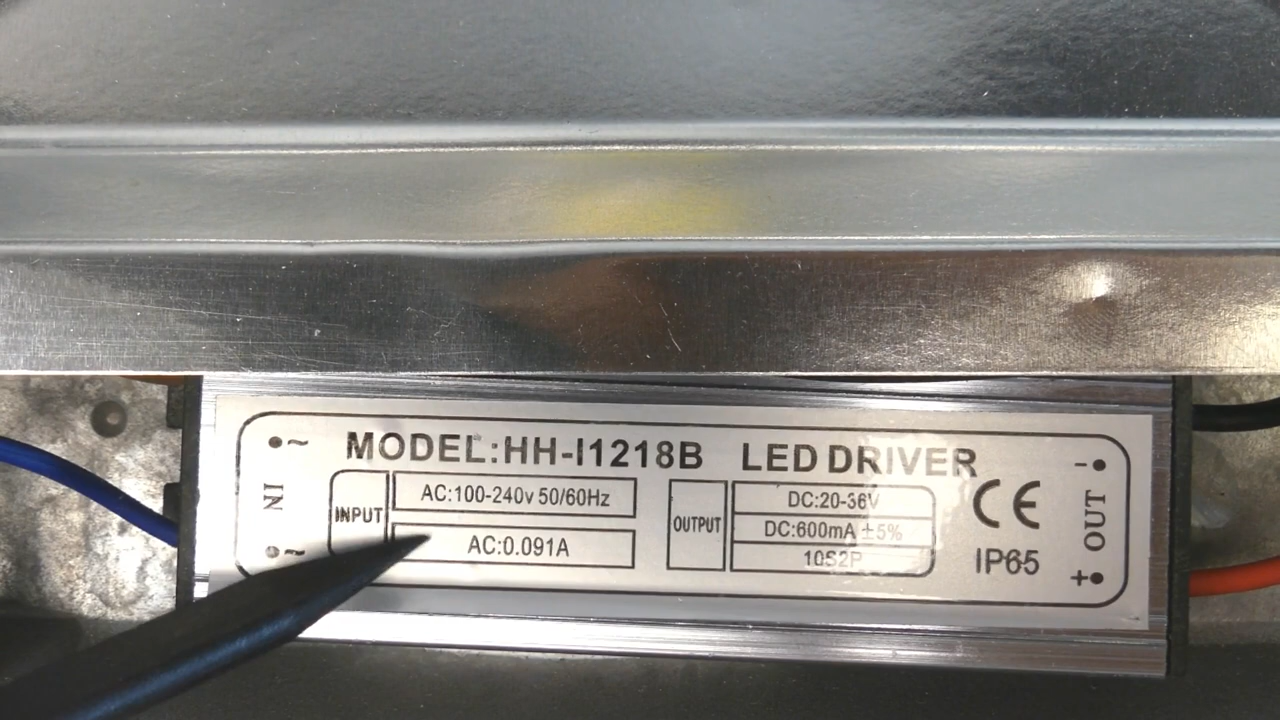 MODEL:HH-I1218B LED DRIVER
~
IN
~
INPUT
AC:100-240v 50/60Hz
AC:0.091A
OUTPUT
DC:20-36V
DC:600mA ±5%
10S2P
CE
IP65
-
OUT
+